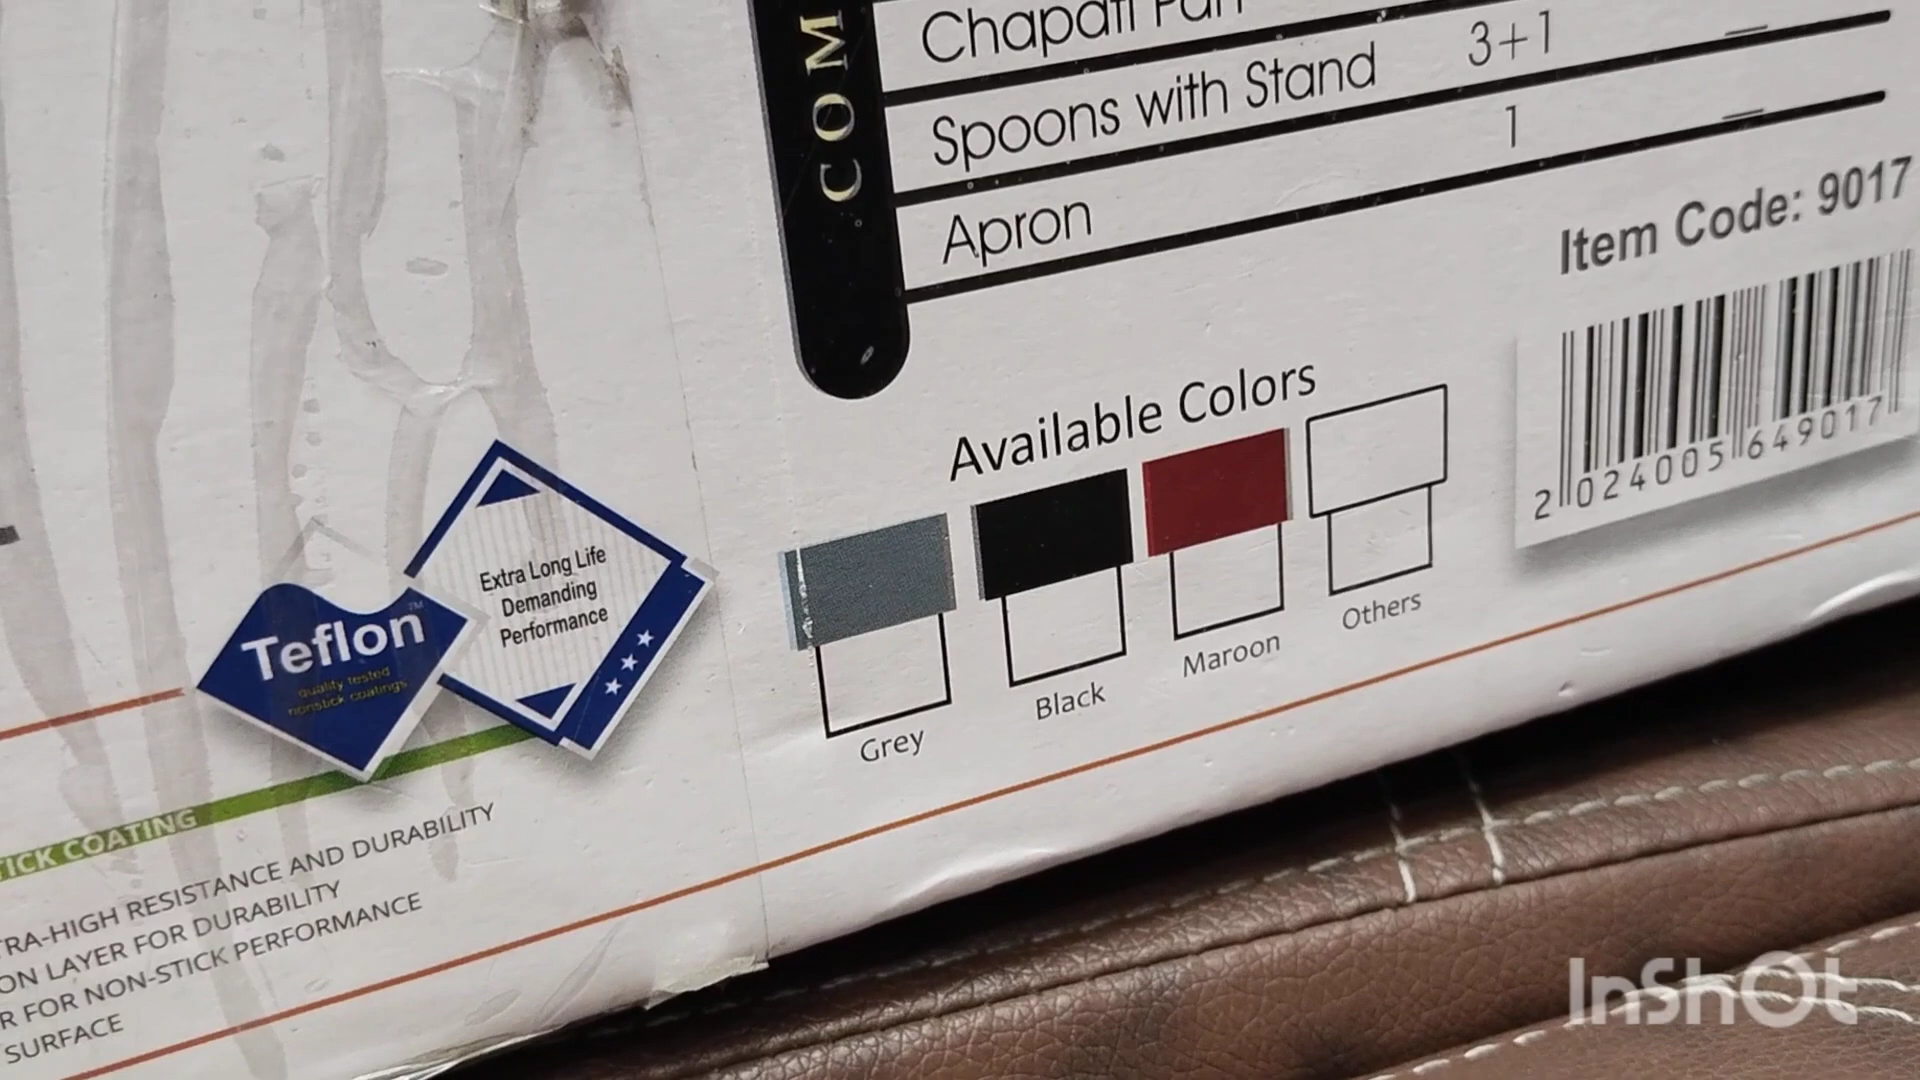 COM
Chapati Pan
Spoons with Stand 3+1 —
Apron 1 —
Item Code: 9017
2 024005 649017
Available Colors
Grey
Black
Maroon
Others
Extra Long Life
Demanding
Performance
Teflon™
quality tested
nonstick coatings
TICK COATING
TRA-HIGH RESISTANCE AND DURABILITY
ON LAYER FOR DURABILITY
R FOR NON-STICK PERFORMANCE
SURFACE
InShOt